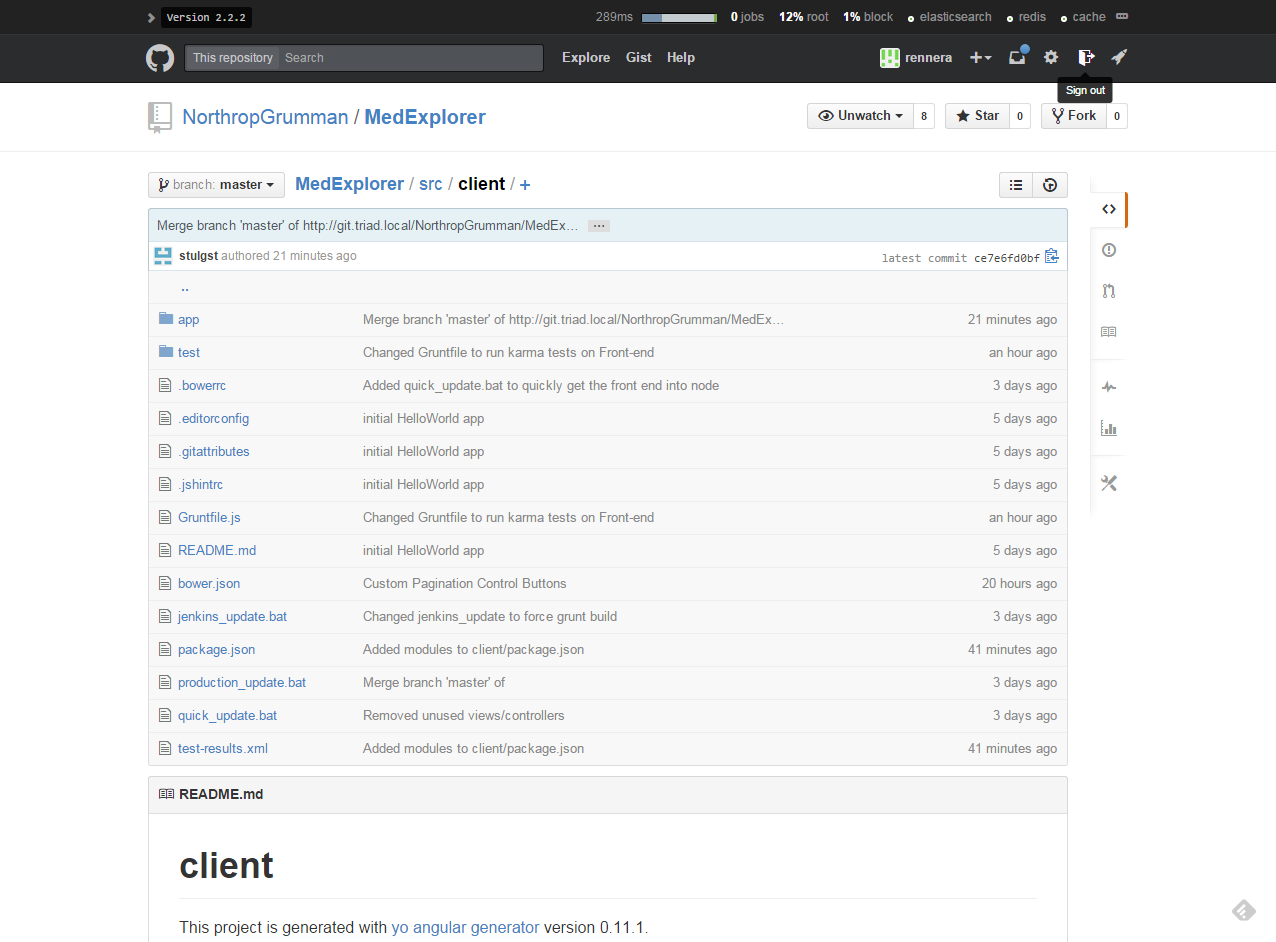 Version 2.2.2 289ms 0 jobs 12% root 1% block elasticsearch redis cache
This repository Search Explore Gist Help rennera
Sign out
NorthropGrumman / MedExplorer Unwatch 8 Star 0 Fork 0
branch: master MedExplorer / src / client / +
Merge branch 'master' of http://git.triad.local/NorthropGrumman/MedEx… …
stulgst authored 21 minutes ago latest commit ce7e6fd0bf
..
app Merge branch 'master' of http://git.triad.local/NorthropGrumman/MedEx… 21 minutes ago
test Changed Gruntfile to run karma tests on Front-end an hour ago
.bowerrc Added quick_update.bat to quickly get the front end into node 3 days ago
.editorconfig initial HelloWorld app 5 days ago
.gitattributes initial HelloWorld app 5 days ago
.jshintrc initial HelloWorld app 5 days ago
Gruntfile.js Changed Gruntfile to run karma tests on Front-end an hour ago
README.md initial HelloWorld app 5 days ago
bower.json Custom Pagination Control Buttons 20 hours ago
jenkins_update.bat Changed jenkins_update to force grunt build 3 days ago
package.json Added modules to client/package.json 41 minutes ago
production_update.bat Merge branch 'master' of 3 days ago
quick_update.bat Removed unused views/controllers 3 days ago
test-results.xml Added modules to client/package.json 41 minutes ago
README.md
client
This project is generated with yo angular generator version 0.11.1.